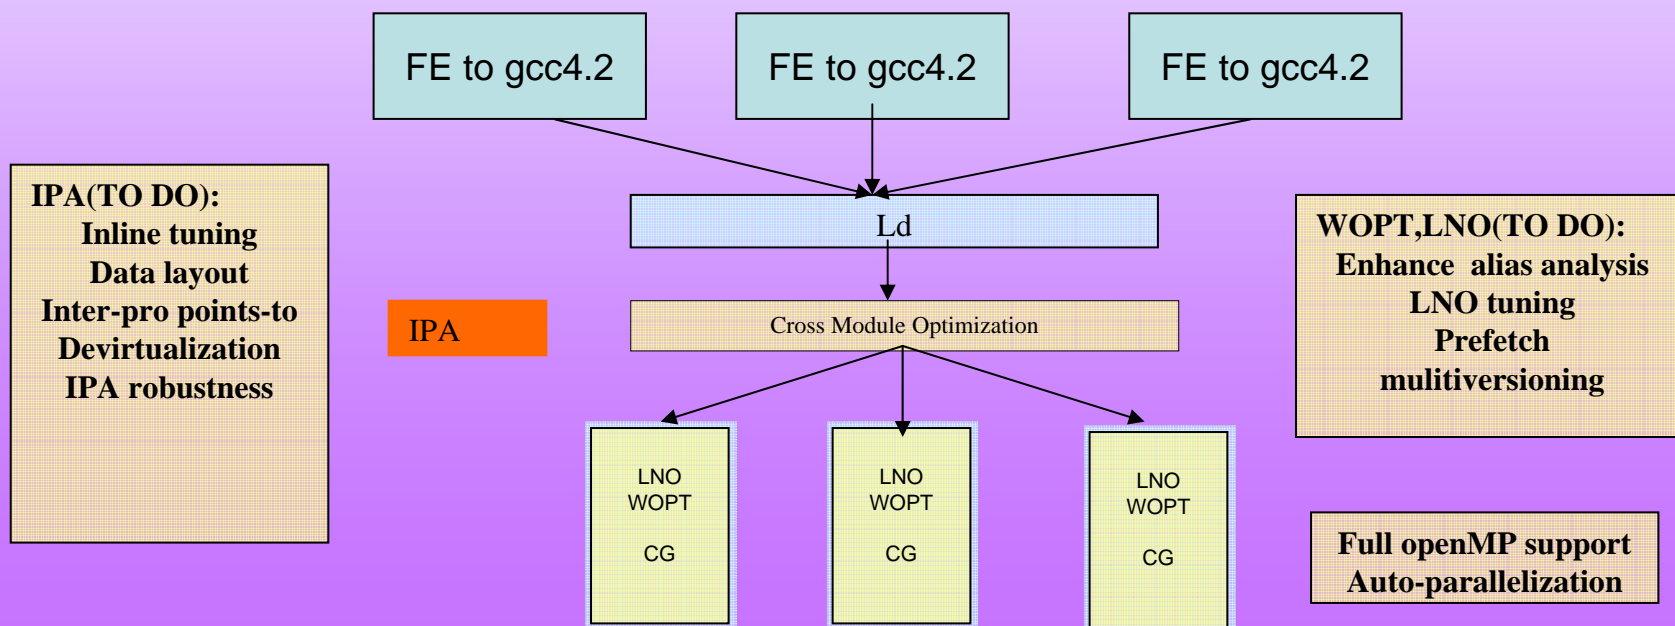 FE to gcc4.2
FE to gcc4.2
FE to gcc4.2
IPA(TO DO):
Inline tuning
Data layout
Inter-pro points-to
Devirtualization
IPA robustness
Ld
IPA
Cross Module Optimization
WOPT,LNO(TO DO):
Enhance alias analysis
LNO tuning
Prefetch
mulitiversioning
LNO
WOPT
CG
LNO
WOPT
CG
LNO
WOPT
CG
Full openMP support
Auto-parallelization